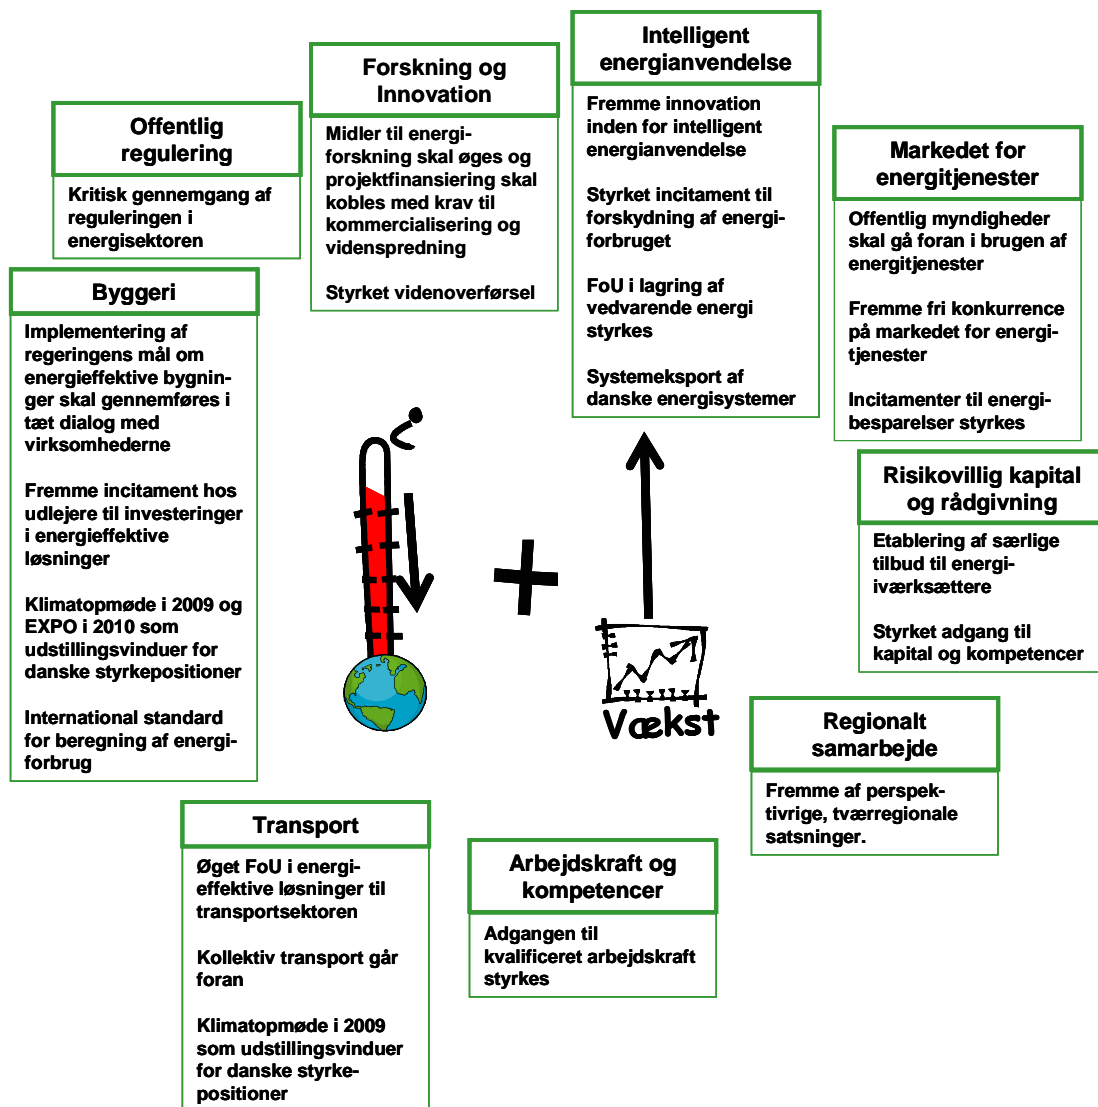 Offentlig
regulering
Kritisk gennemgang af
reguleringen i
energisektoren
Forskning og
Innovation
Midler til energi-
forskning skal øges og
projektfinansiering skal
kobles med krav til
kommercialisering og
videnspredning
Styrket videnoverførsel
Intelligent
energianvendelse
Fremme innovation
inden for intelligent
energianvendelse
Styrket incitament til
forskydning af energi-
forbruget
FoU i lagring af
vedvarende energi
styrkes
Systemeksport af
danske energisystemer
Markedet for
energitjenester
Offentlig myndigheder
skal gå foran i brugen af
energitjenester
Fremme fri konkurrence
på markedet for energi-
tjenester
Incitamenter til energi-
besparelser styrkes
Byggeri
Implementering af
regeringens mål om
energieffektive bygnin-
ger skal gennemføres i
tæt dialog med
virksomhederne
Fremme incitament hos
udlejere til investeringer
i energieffektive
løsninger
Klimatopmøde i 2009 og
EXPO i 2010 som
udstillingsvinduer for
danske styrkepositioner
International standard
for beregning af energi-
forbrug
Risikovillig kapital
og rådgivning
Etablering af særlige
tilbud til energi-
iværksættere
Styrket adgang til
kapital og kompetencer
Vækst
Regionalt
samarbejde
Fremme af perspek-
tivrige, tværregionale
satsninger.
Transport
Øget FoU i energi-
effektive løsninger til
transportsektoren
Kollektiv transport går
foran
Klimatopmøde i 2009
som udstillingsvinduer
for danske styrke-
positioner
Arbejdskraft og
kompetencer
Adgangen til
kvalificeret arbejdskraft
styrkes